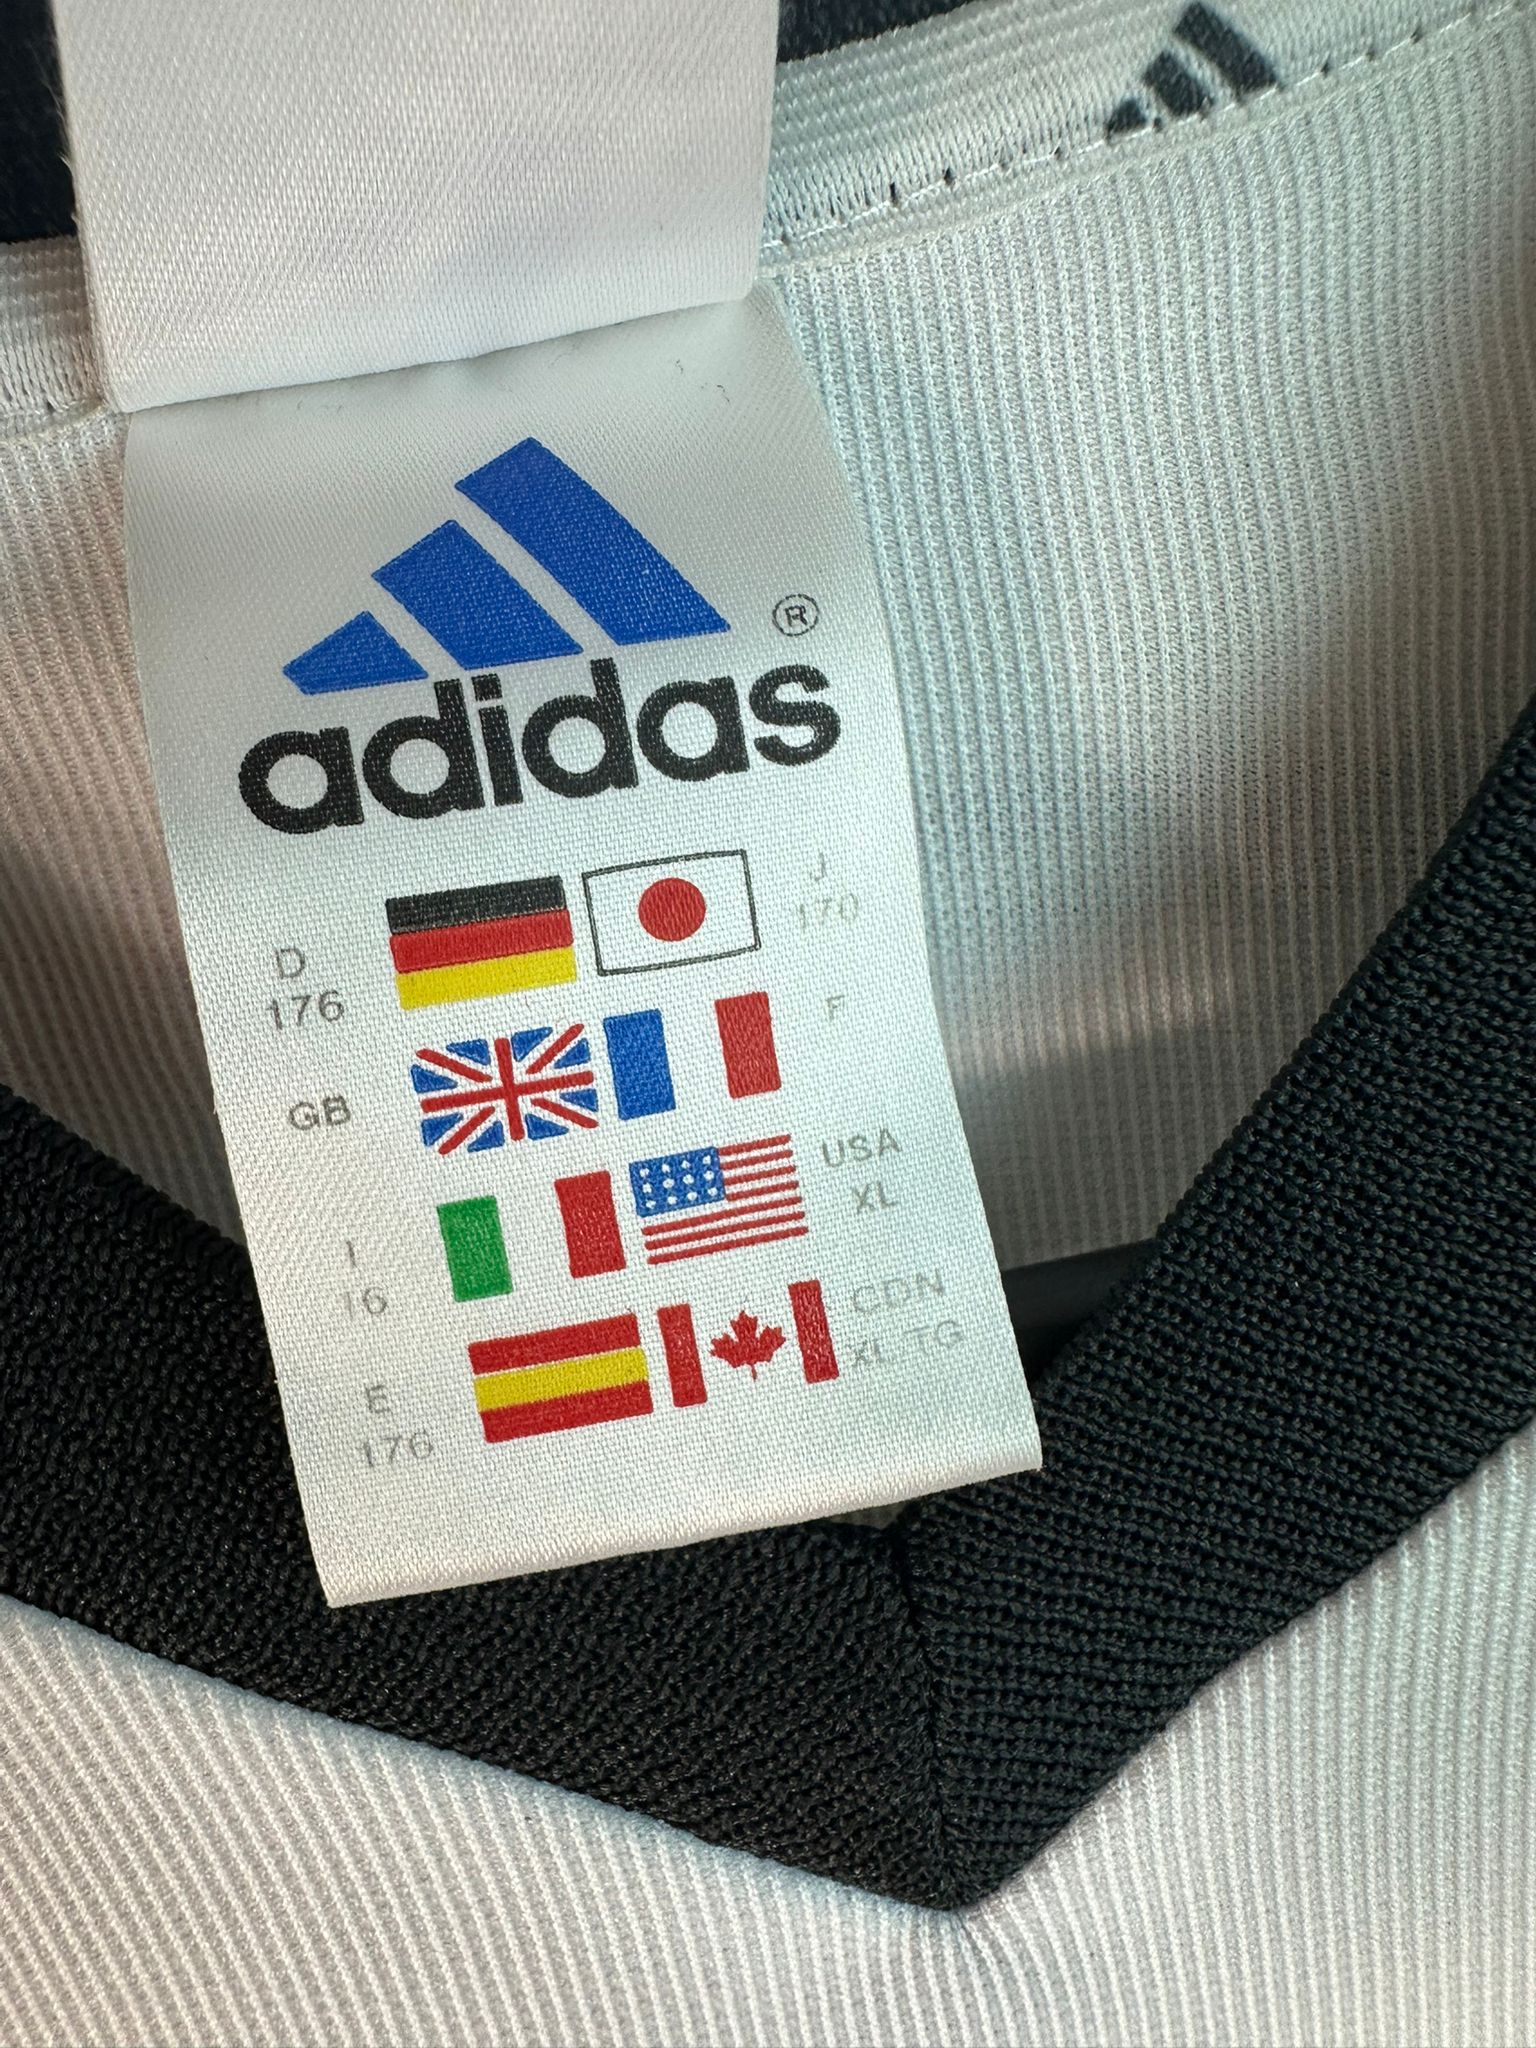 ®
adidas
J
170
D
176
F
GB
USA
XL
I
16
CDN
XL TG
E
176